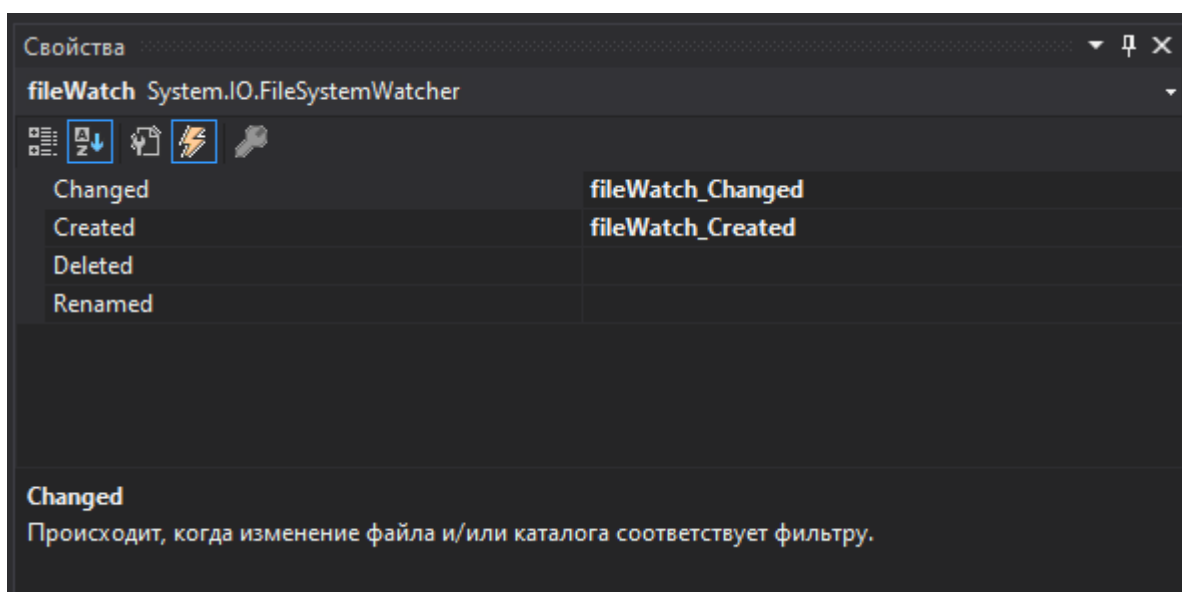 Свойства
fileWatch System.IO.FileSystemWatcher
Changed fileWatch_Changed
Created fileWatch_Created
Deleted
Renamed
Changed
Происходит, когда изменение файла и/или каталога соответствует фильтру.